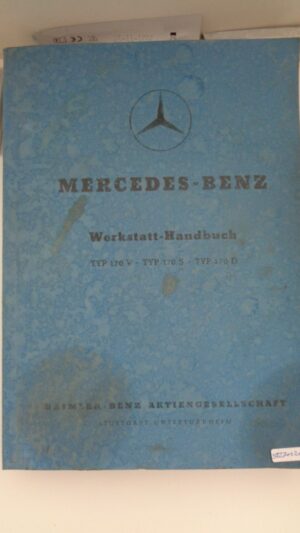 MERCEDES-BENZ
Werkstatt-Handbuch
TYP 170 V - TYP 170 S - TYP 170 D
DAIMLER-BENZ AKTIENGESELLSCHAFT
STUTTGART-UNTERTÜRKHEIM